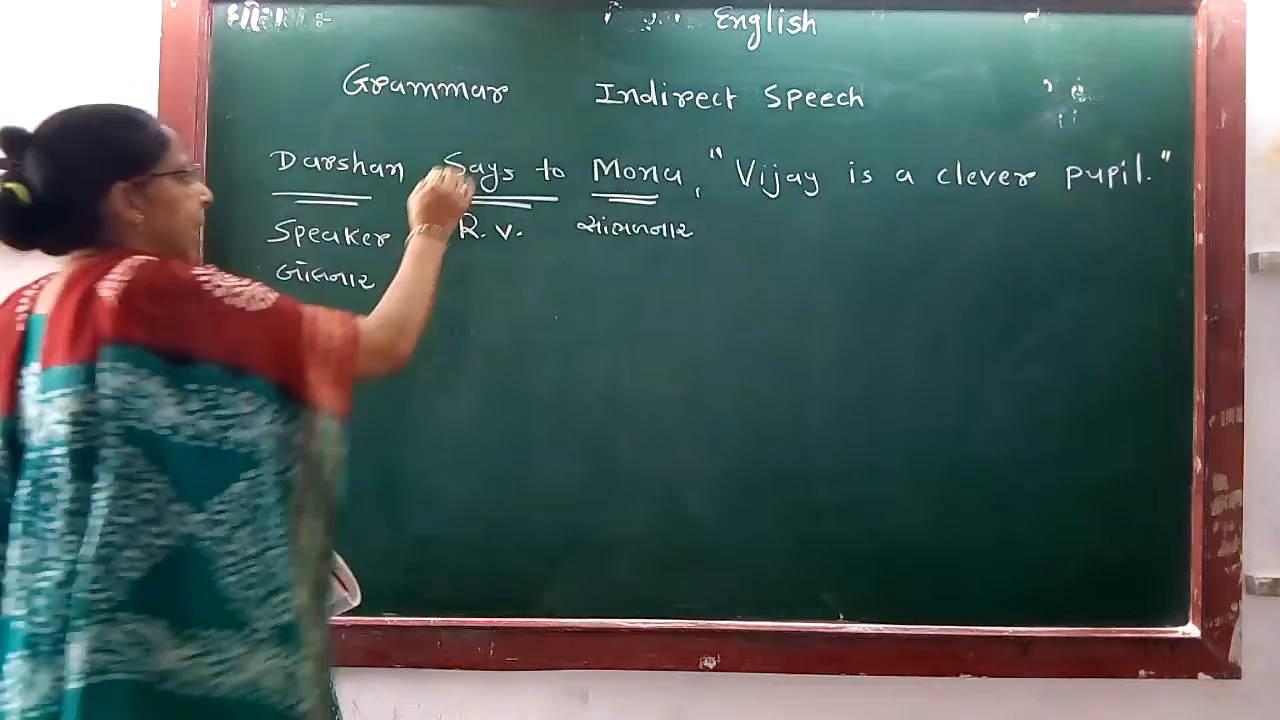 English
Grammar Indirect Speech
Darshan Says to Mona, "Vijay is a clever pupil."
Speaker R.V. સાંભળનાર
બોલનાર